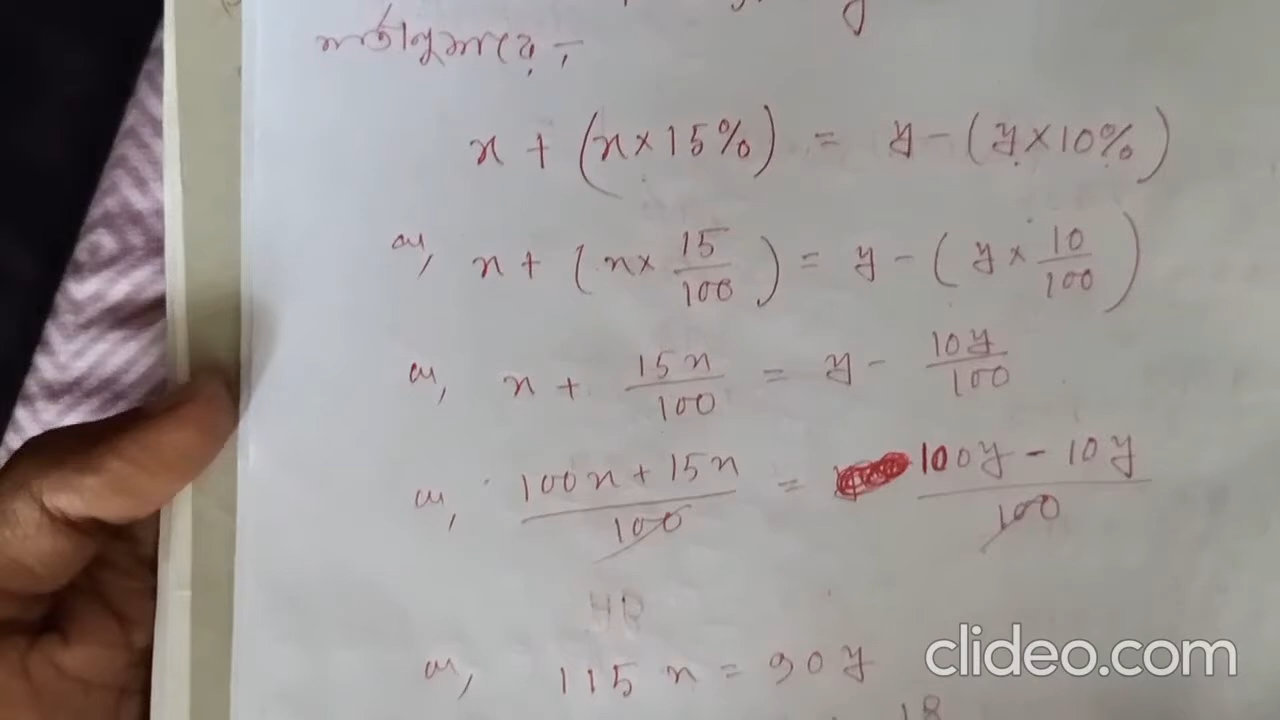 শর্তানুসারে,-
x + (x × 15%) = y - (y × 10%)
বা, x + (x × 15/100) = y - (y × 10/100)
বা, x + 15x/100 = y - 10y/100
বা, 100x + 15x/100 = 100y - 10y/100
বা, 115x = 90y
18
clideo.com